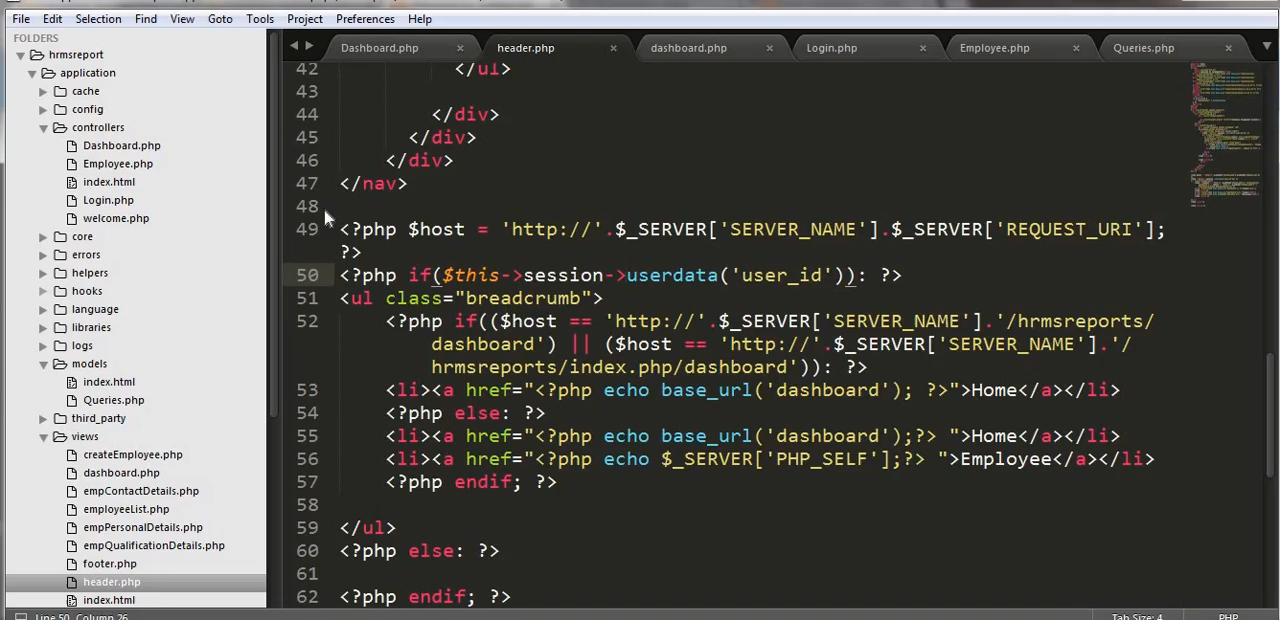 File Edit Selection Find View Goto Tools Project Preferences Help
FOLDERS
hrmsreport
application
cache
config
controllers
Dashboard.php
Employee.php
index.html
Login.php
welcome.php
core
errors
helpers
hooks
language
libraries
logs
models
index.html
Queries.php
third_party
views
createEmployee.php
dashboard.php
empContactDetails.php
employeeList.php
empPersonalDetails.php
empQualificationDetails.php
footer.php
header.php
index.html
Dashboard.php header.php dashboard.php Login.php Employee.php Queries.php
42 </ul>
43
44 </div>
45 </div>
46 </div>
47 </nav>
48
49 <?php $host = 'http://'.$_SERVER['SERVER_NAME'].$_SERVER['REQUEST_URI'];
?>
50 <?php if($this->session->userdata('user_id')): ?>
51 <ul class="breadcrumb">
52 <?php if(($host == 'http://'.$_SERVER['SERVER_NAME'].'/hrmsreports/
dashboard') || ($host == 'http://'.$_SERVER['SERVER_NAME'].'/
hrmsreports/index.php/dashboard')): ?>
53 <li><a href="<?php echo base_url('dashboard'); ?>">Home</a></li>
54 <?php else: ?>
55 <li><a href="<?php echo base_url('dashboard');?> ">Home</a></li>
56 <li><a href="<?php echo $_SERVER['PHP_SELF'];?> ">Employee</a></li>
57 <?php endif; ?>
58
59 </ul>
60 <?php else: ?>
61
62 <?php endif; ?>
Line 50, Column 26 Tab Size: 4 PHP